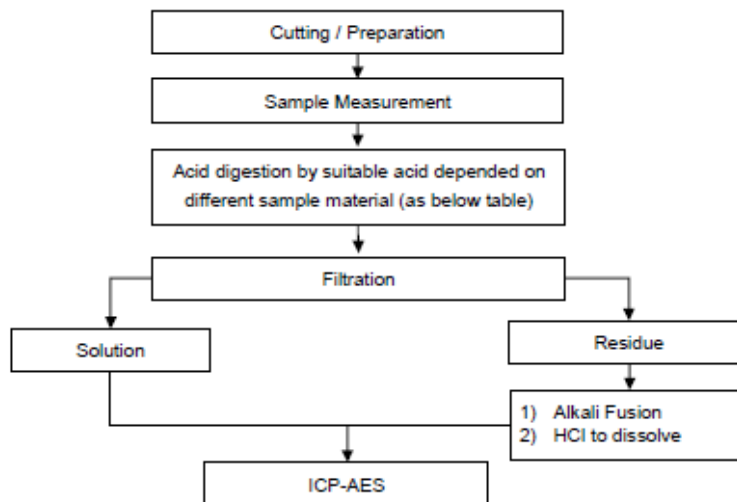 Cutting / Preparation
Sample Measurement
Acid digestion by suitable acid depended on
different sample material (as below table)
Filtration
Solution
Residue
1) Alkali Fusion
2) HCl to dissolve
ICP-AES